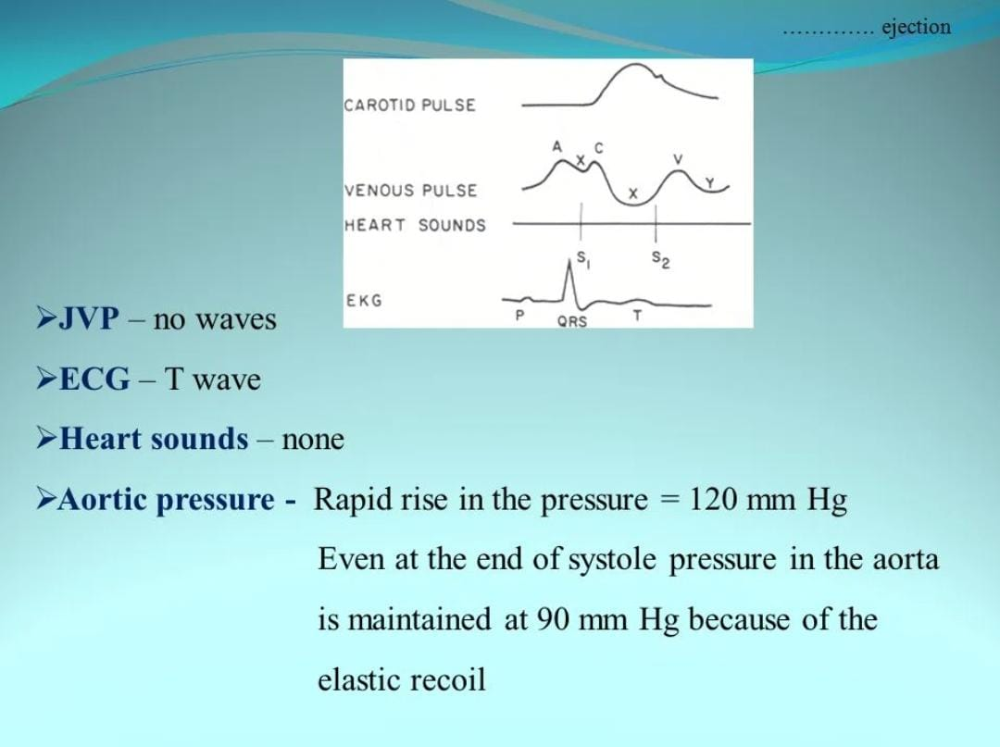 …………. ejection
CAROTID PULSE
A X C V
VENOUS PULSE X Y
HEART SOUNDS
S1 S2
EKG
P QRS T
➢JVP – no waves
➢ECG – T wave
➢Heart sounds – none
➢Aortic pressure - Rapid rise in the pressure = 120 mm Hg
Even at the end of systole pressure in the aorta
is maintained at 90 mm Hg because of the
elastic recoil